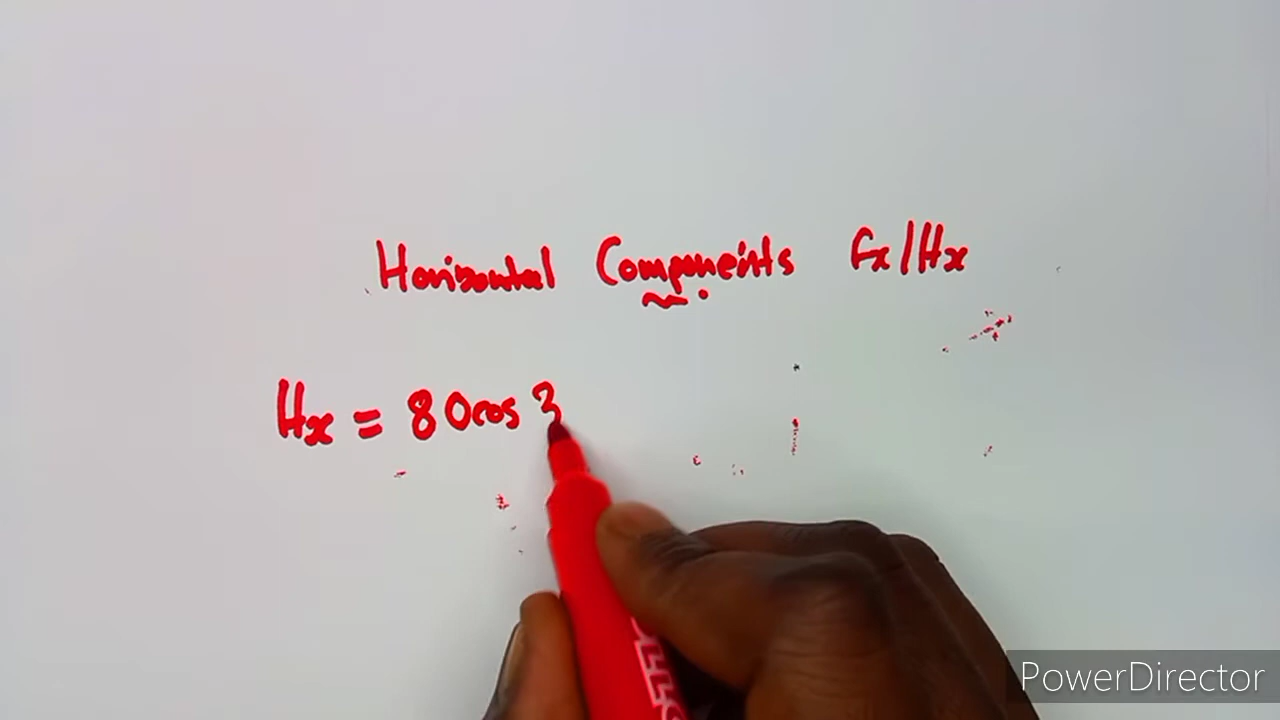 Horizontal Components Fx/Hx
Hx = 80cos 3
PowerDirector